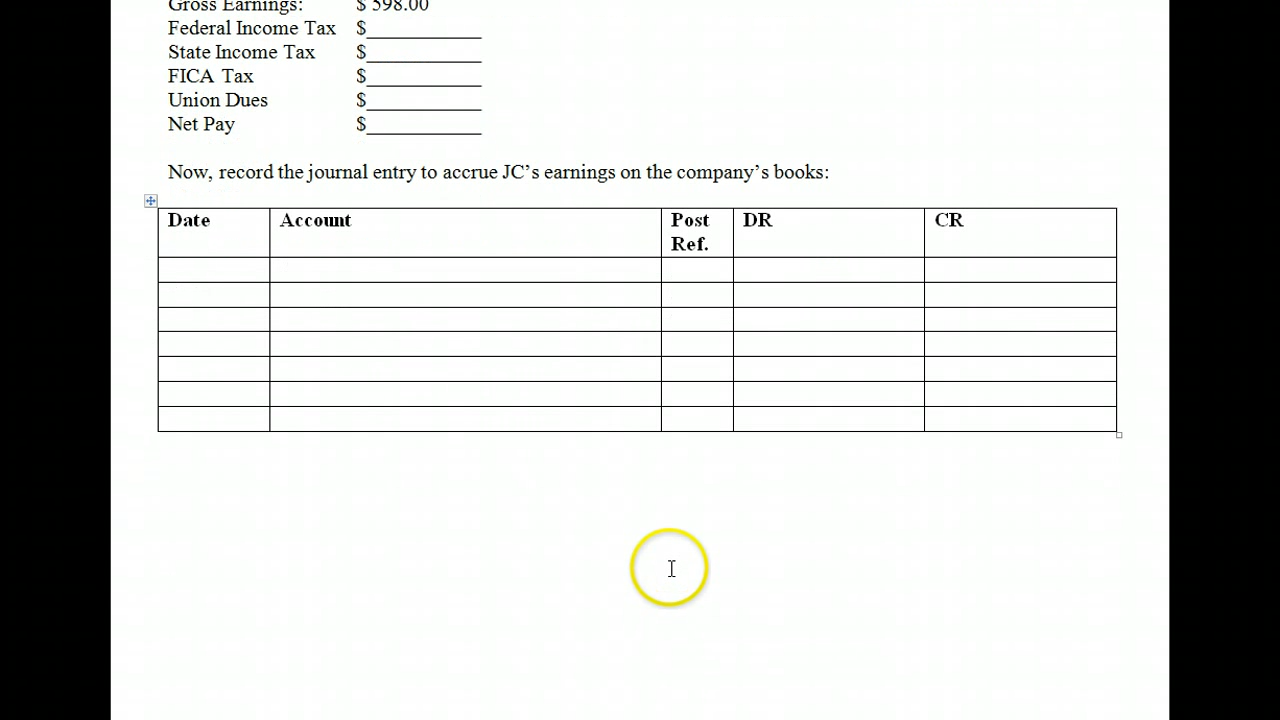 Gross Earnings: $ 598.00
Federal Income Tax $___________
State Income Tax $___________
FICA Tax $___________
Union Dues $___________
Net Pay $___________
Now, record the journal entry to accrue JC’s earnings on the company’s books:
Date Account Post Ref. DR CR